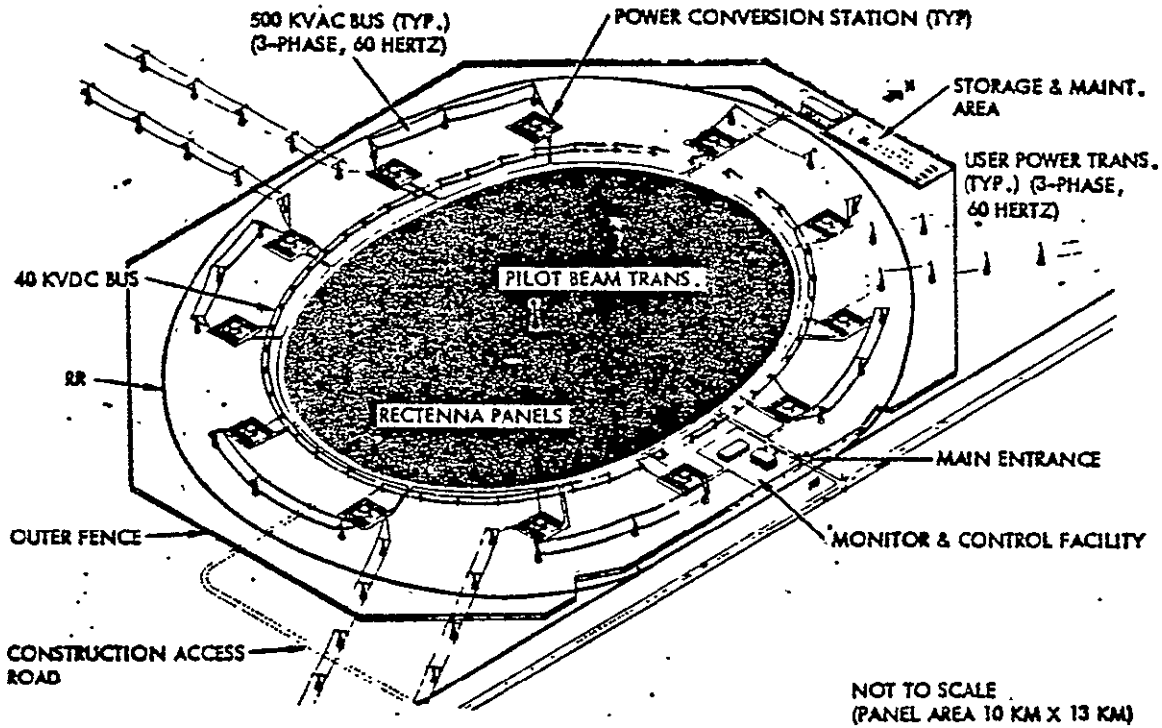 500 KVAC BUS (TYP.)
(3-PHASE, 60 HERTZ)
POWER CONVERSION STATION (TYP)
STORAGE & MAINT.
AREA
USER POWER TRANS.
(TYP.) (3-PHASE,
60 HERTZ)
40 KVDC BUS
PILOT BEAM TRANS.
RR
RECTENNA PANELS
MAIN ENTRANCE
OUTER FENCE
MONITOR & CONTROL FACILITY
CONSTRUCTION ACCESS
ROAD
NOT TO SCALE
(PANEL AREA 10 KM X 13 KM)